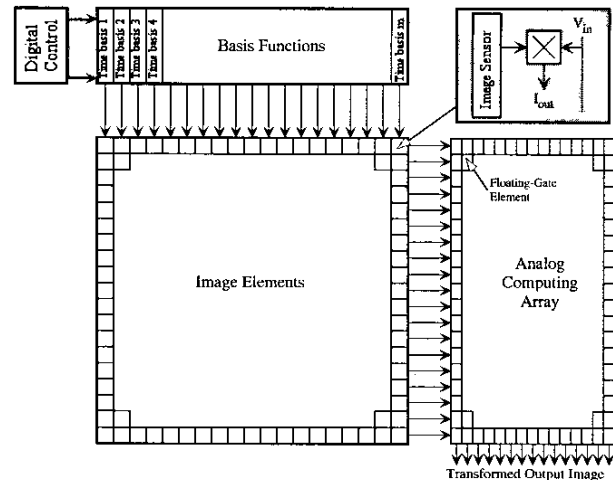 Digital
Control
Time basis 1
Time basis 2
Time basis 3
Time basis 4
Basis Functions
Time basis m
Image Sensor
V_in
I_out
Floating-Gate
Element
Image Elements
Analog
Computing
Array
Transformed Output Image